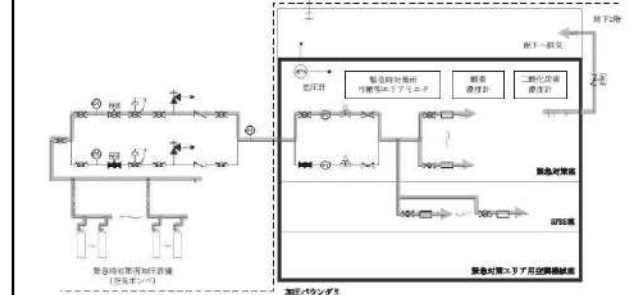 地下2階
廊下へ排気
差圧計
緊急時対策所
可搬型エリアモニタ
酸素
濃度計
二酸化炭素
濃度計
緊急対策室
SPDS室
緊急時対策所加圧設備
(空気ボンベ)
緊急対策エリア用空調機械室
加圧バウンダリ